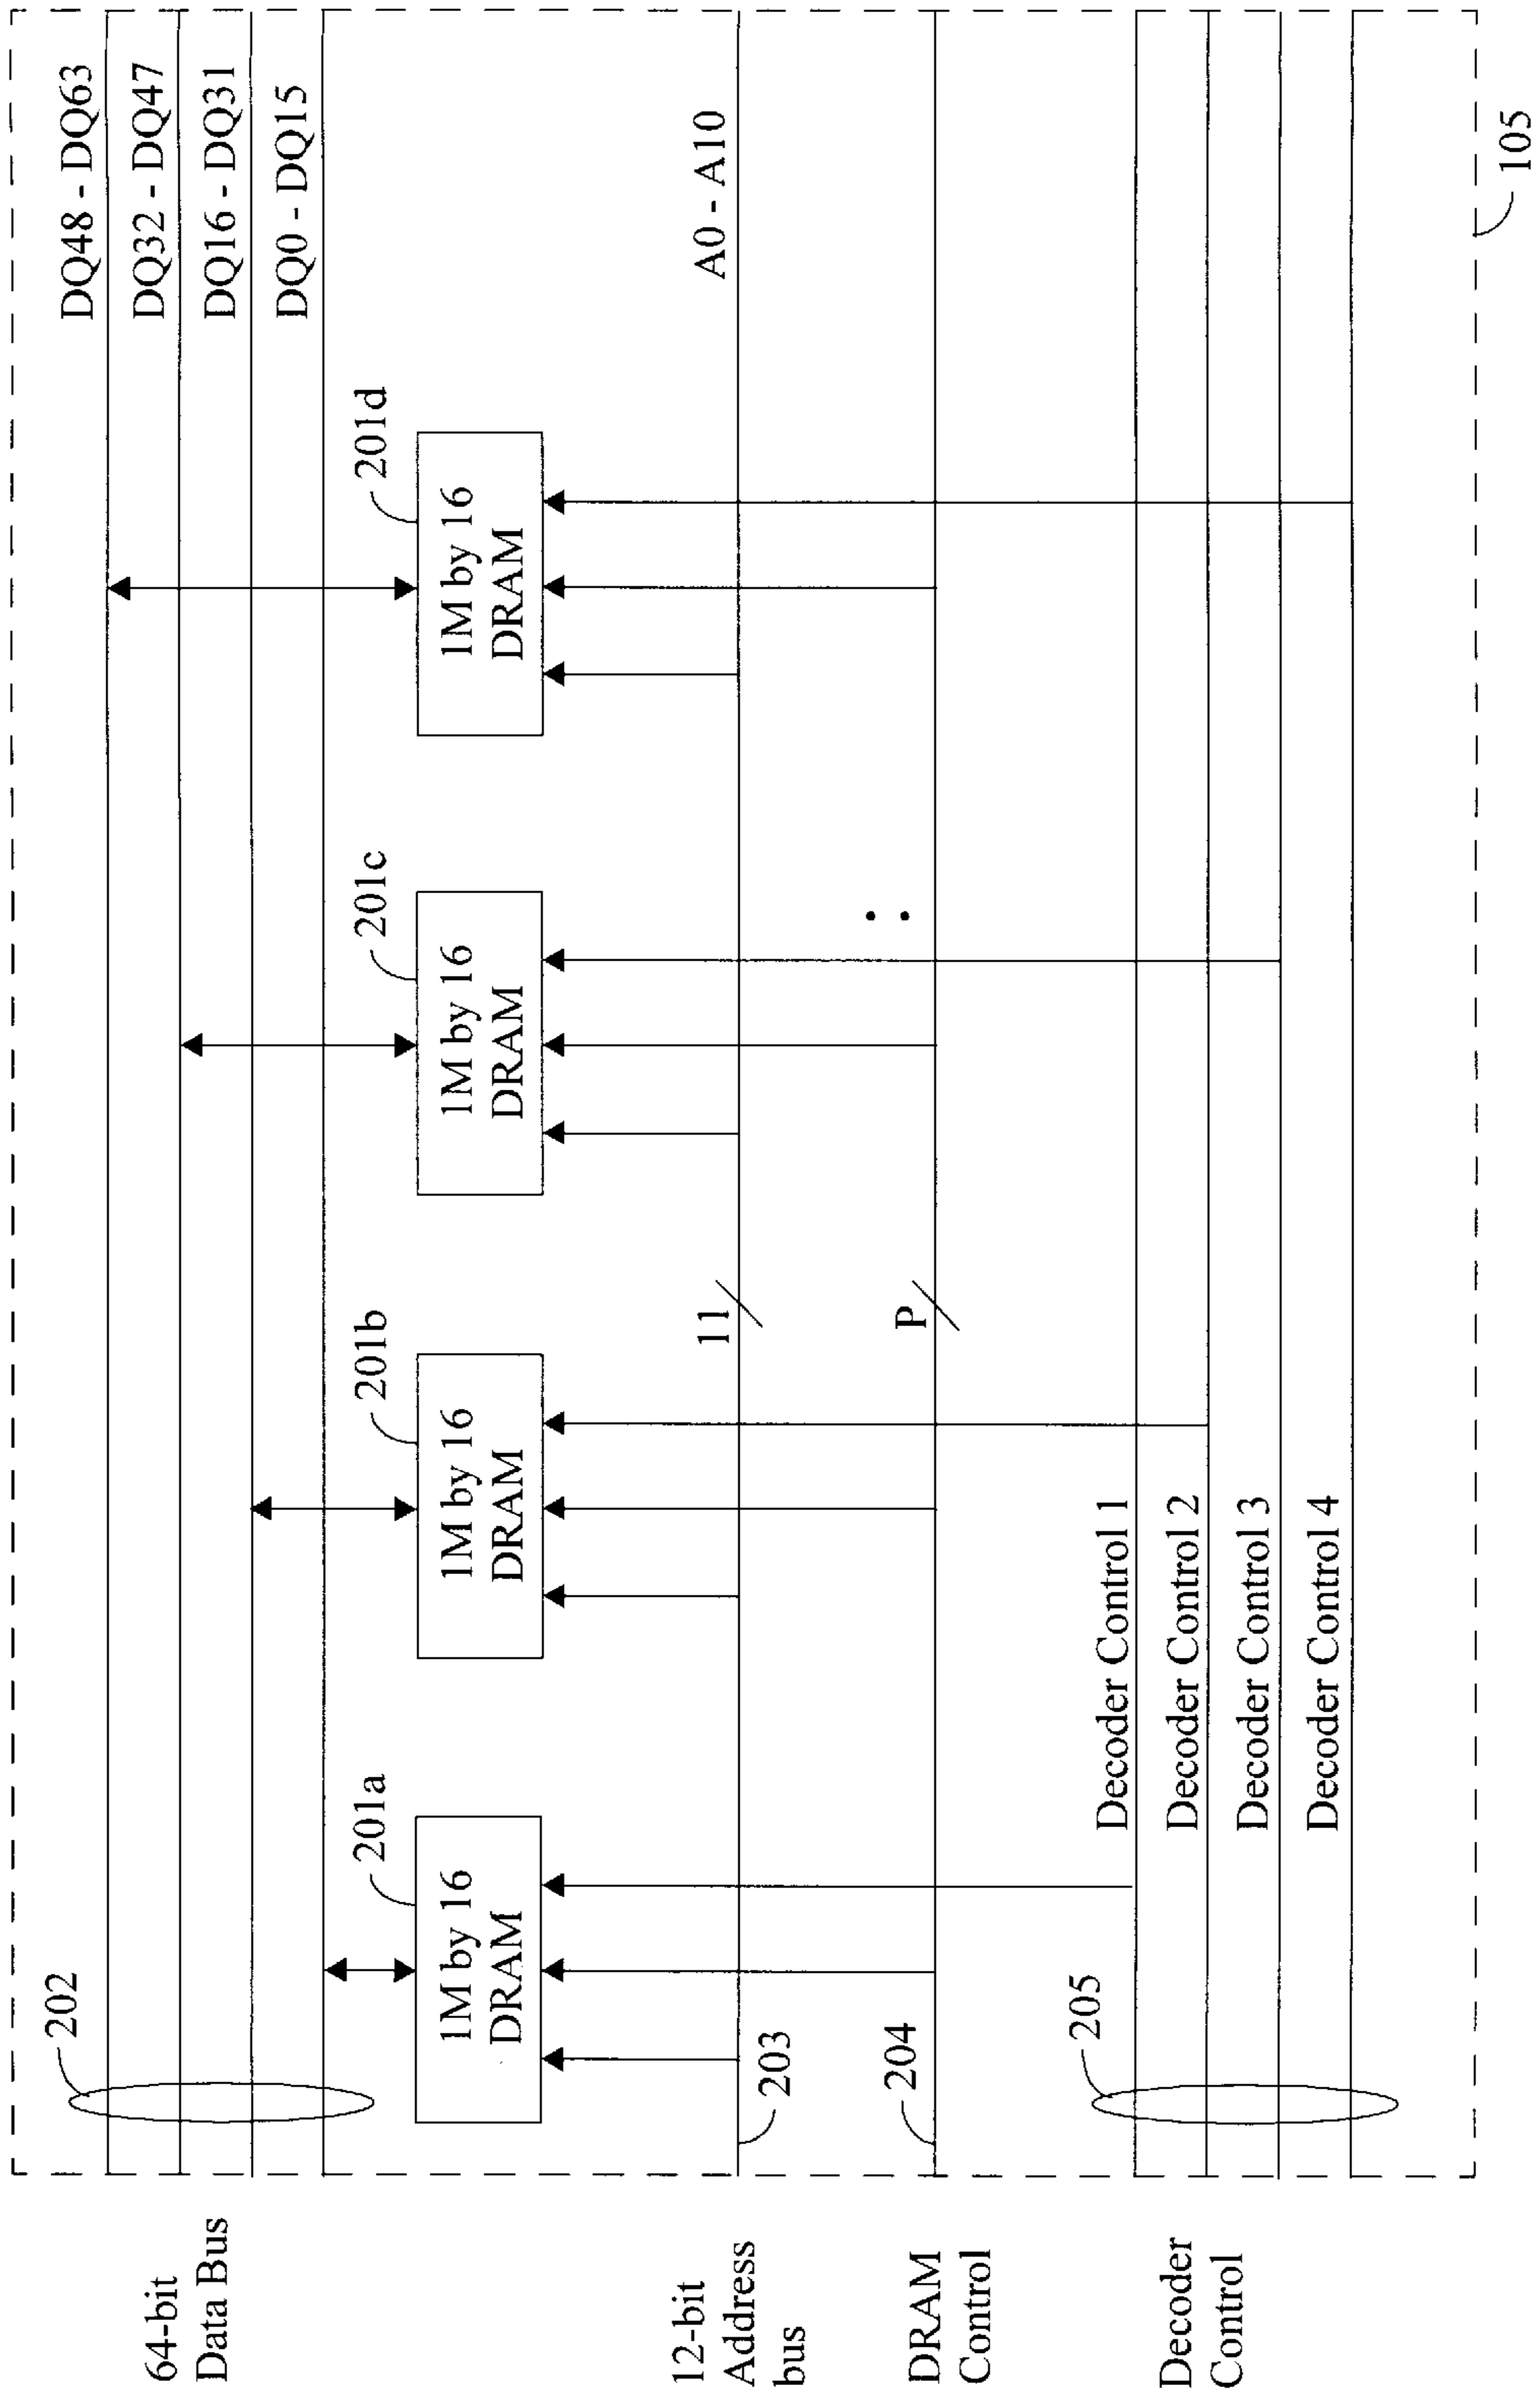 DQ48 - DQ63
DQ32 - DQ47
DQ16 - DQ31
DQ0 - DQ15
64-bit
Data Bus
202
201a
201b
201c
201d
1M by 16
DRAM
1M by 16
DRAM
1M by 16
DRAM
1M by 16
DRAM
12-bit
Address
bus
203
11
A0 - A10
DRAM
Control
204
P
Decoder
Control
205
Decoder Control 1
Decoder Control 2
Decoder Control 3
Decoder Control 4
105